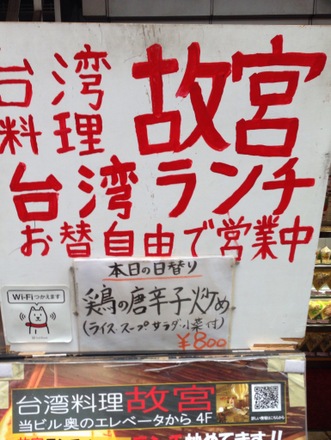 台湾
料理 故宮
台湾ランチ
お替自由で営業中
本日の日替り
鶏の唐辛子炒め
(ライス スープ サラダ 小菜付)
¥800
Wi-Fiつかえます
台湾料理 故宮
当ビル奥のエレベータから 4F